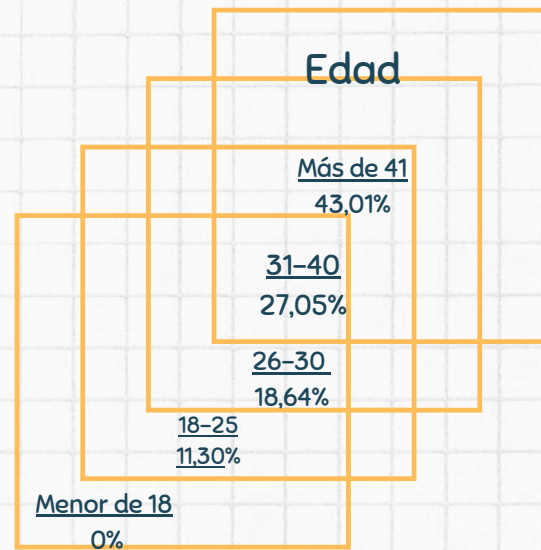 Edad
Más de 41
43,01%
31-40
27,05%
26-30
18,64%
18-25
11,30%
Menor de 18
0%